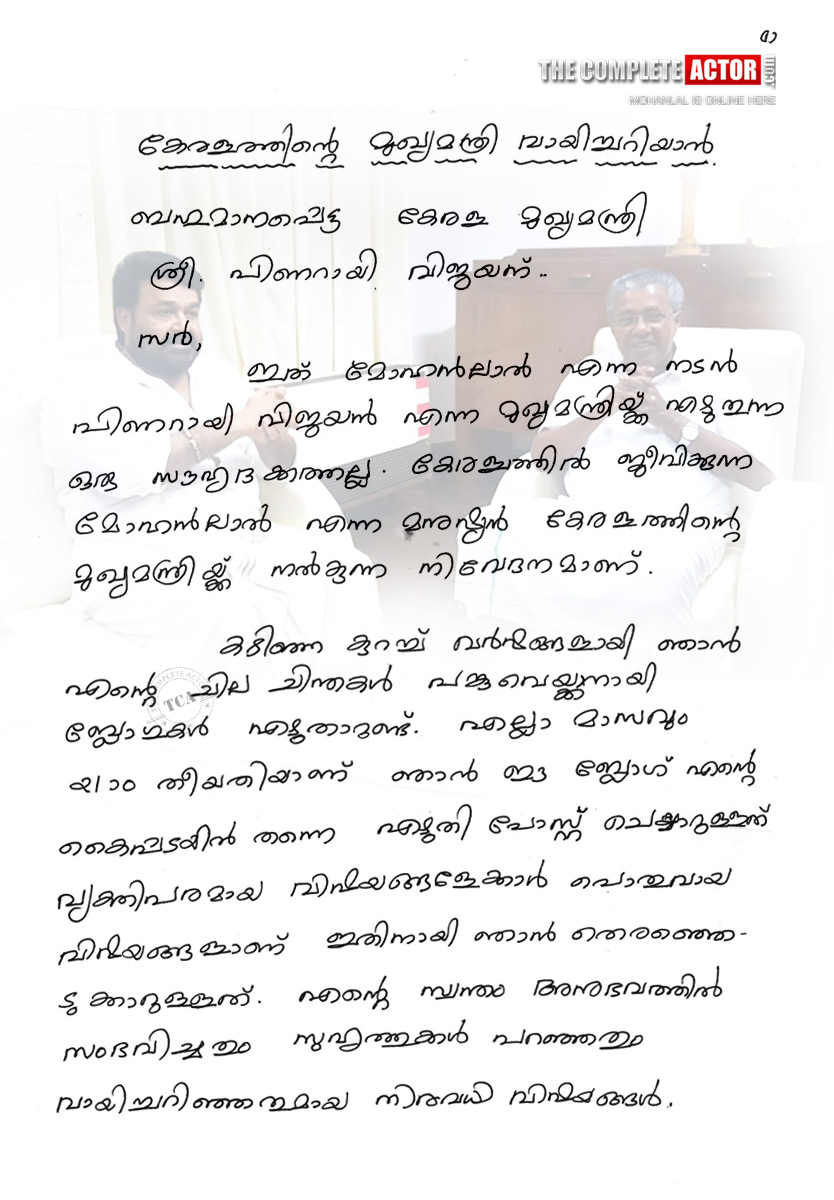 ൧
THE COMPLETE ACTOR .com
MOHANLAL IS ONLINE HERE
കേരളത്തിന്റെ മുഖ്യമന്ത്രി വായിച്ചറിയാൻ.
ബഹുമാനപ്പെട്ട കേരള മുഖ്യമന്ത്രി
ശ്രീ. പിണറായി വിജയന്..
സർ,
ഇത് മോഹൻലാൽ എന്ന നടൻ
പിണറായി വിജയൻ എന്ന മുഖ്യമന്ത്രിയ്ക്ക് എഴുതുന്ന
ഒരു സൗഹൃദകത്തല്ല. കേരളത്തിൽ ജീവിക്കുന്ന
മോഹൻലാൽ എന്ന മനുഷ്യൻ കേരളത്തിന്റെ
മുഖ്യമന്ത്രിയ്ക്ക് നൽകുന്ന നിവേദനമാണ്.
കഴിഞ്ഞ കുറച്ച് വർഷങ്ങളായി ഞാൻ
എന്റെ ചില ചിന്തകൾ പങ്കുവെയ്ക്കുന്നതായി
ബ്ലോഗുകൾ എഴുതാറുണ്ട്. എല്ലാ മാസവും
൨൧ാം തീയതിയാണ് ഞാൻ ഈ ബ്ലോഗ് എന്റെ
കൈപ്പടയിൽ തന്നെ എഴുതി പോസ്റ്റ് ചെയ്യാറുള്ളത്
വ്യക്തിപരമായ വിഷയങ്ങളേക്കാൾ പൊതുവായ
വിഷയങ്ങളാണ് ഇതിനായി ഞാൻ തെരഞ്ഞെ-
ടുക്കാറുള്ളത്. എന്റെ സ്വന്തം അനുഭവത്തിൽ
സംഭവിച്ചതും സുഹൃത്തുക്കൾ പറഞ്ഞതും
വായിച്ചറിഞ്ഞതുമായ നിരവധി വിഷയങ്ങൾ.
COMPLETE ACTOR
TCA